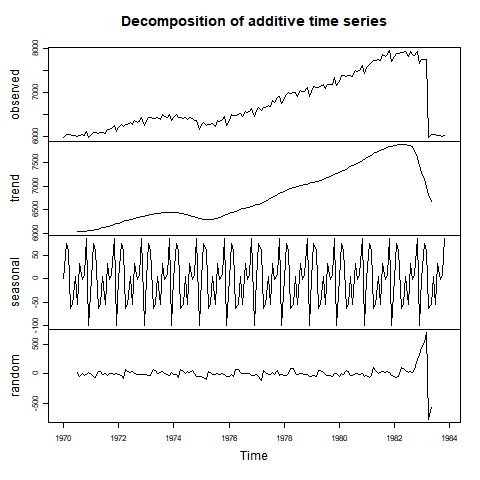 Decomposition of additive time series
observed
6000 7000 8000
trend
6000 6500 7000 7500
seasonal
-100 -50 0 50
random
-500 0 500
1970 1972 1974 1976 1978 1980 1982 1984
Time